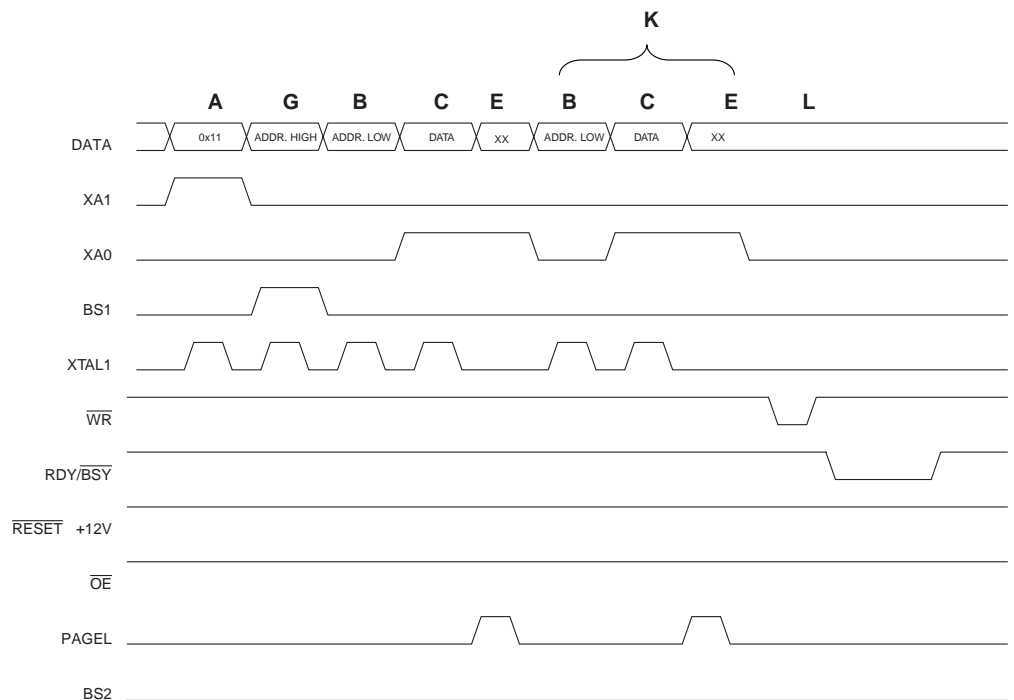 K
A G B C E B C E L
DATA 0x11 ADDR. HIGH ADDR. LOW DATA XX ADDR. LOW DATA XX
XA1
XA0
BS1
XTAL1
WR
RDY/BSY
RESET +12V
OE
PAGEL
BS2